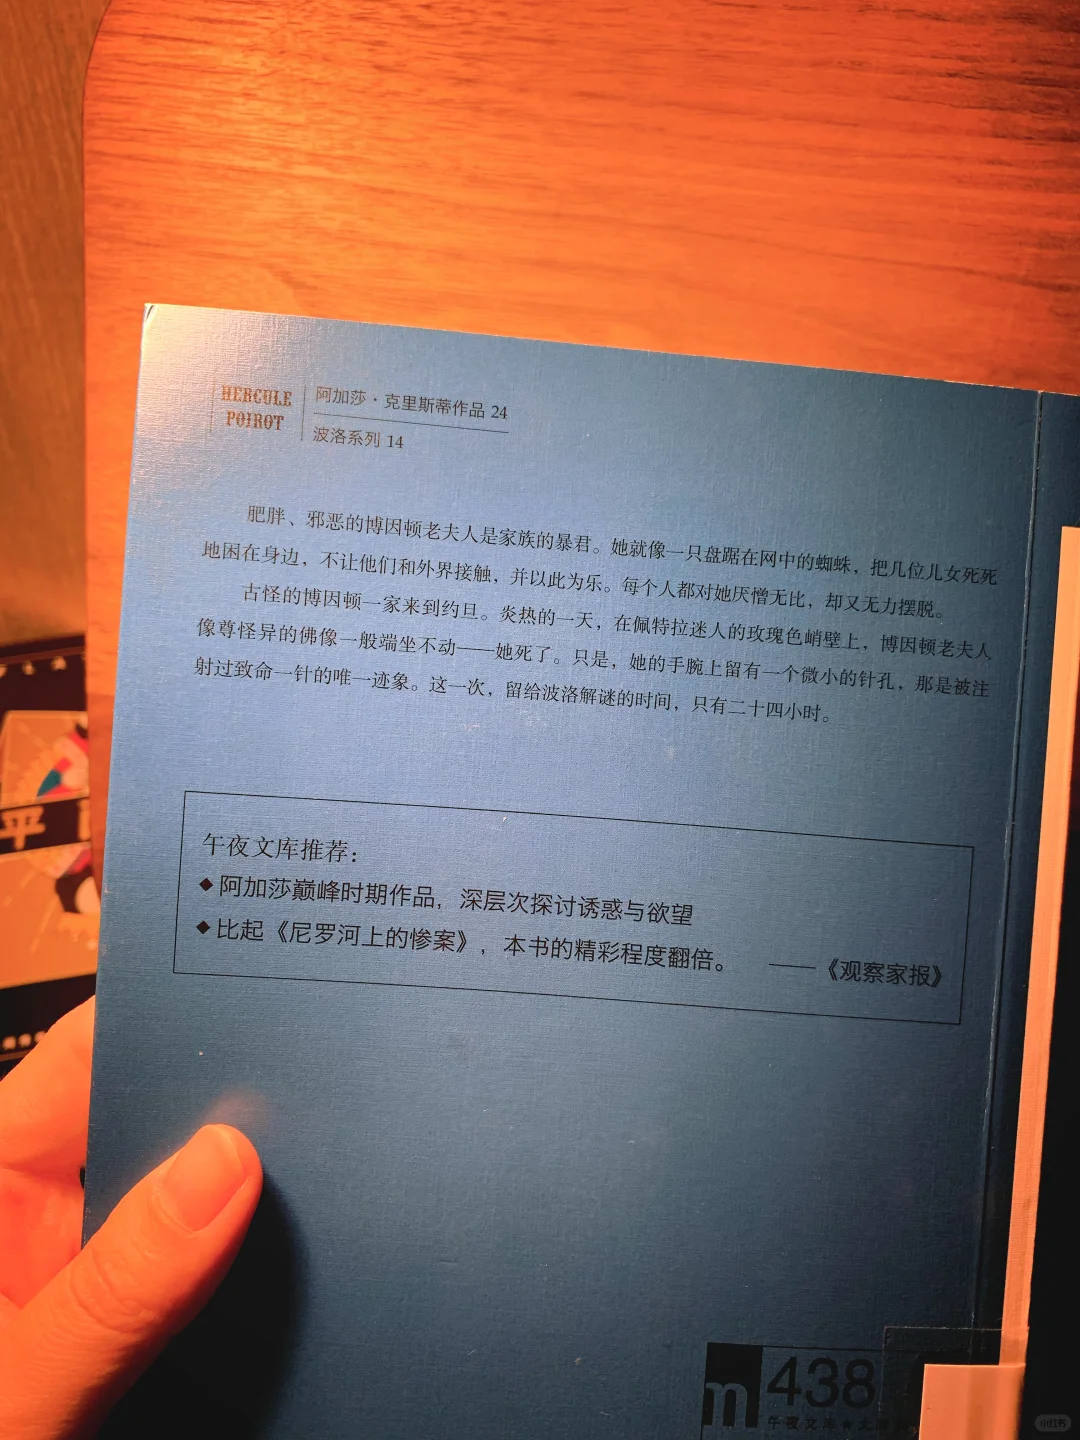 HERCULE
POIROT
阿加莎·克里斯蒂作品 24
波洛系列 14
肥胖、邪恶的博因顿老夫人是家族的暴君。她就像一只盘踞在网中的蜘蛛，把几位儿女死死
地困在身边，不让他们和外界接触，并以此为乐。每个人都对她厌憎无比，却又无力摆脱。
古怪的博因顿一家来到约旦。炎热的一天，在佩特拉迷人的玫瑰色峭壁上，博因顿老夫人
像尊怪异的佛像一般端坐不动——她死了。只是，她的手腕上留有一个微小的针孔，那是被注
射过致命一针的唯一迹象。这一次，留给波洛解谜的时间，只有二十四小时。
午夜文库推荐：
◆阿加莎巅峰时期作品，深层次探讨诱惑与欲望
◆比起《尼罗河上的惨案》，本书的精彩程度翻倍。 ——《观察家报》
m 438
午夜文库
平
小红书